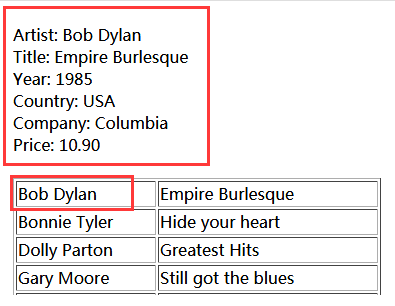 Artist: Bob Dylan
Title: Empire Burlesque
Year: 1985
Country: USA
Company: Columbia
Price: 10.90
Bob Dylan Empire Burlesque
Bonnie Tyler Hide your heart
Dolly Parton Greatest Hits
Gary Moore Still got the blues